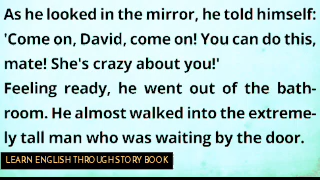 As he looked in the mirror, he told himself:
'Come on, David, come on! You can do this,
mate! She's crazy about you!'
Feeling ready, he went out of the bath-
room. He almost walked into the extreme-
ly tall man who was waiting by the door.
LEARN ENGLISH THROUGH STORY BOOK